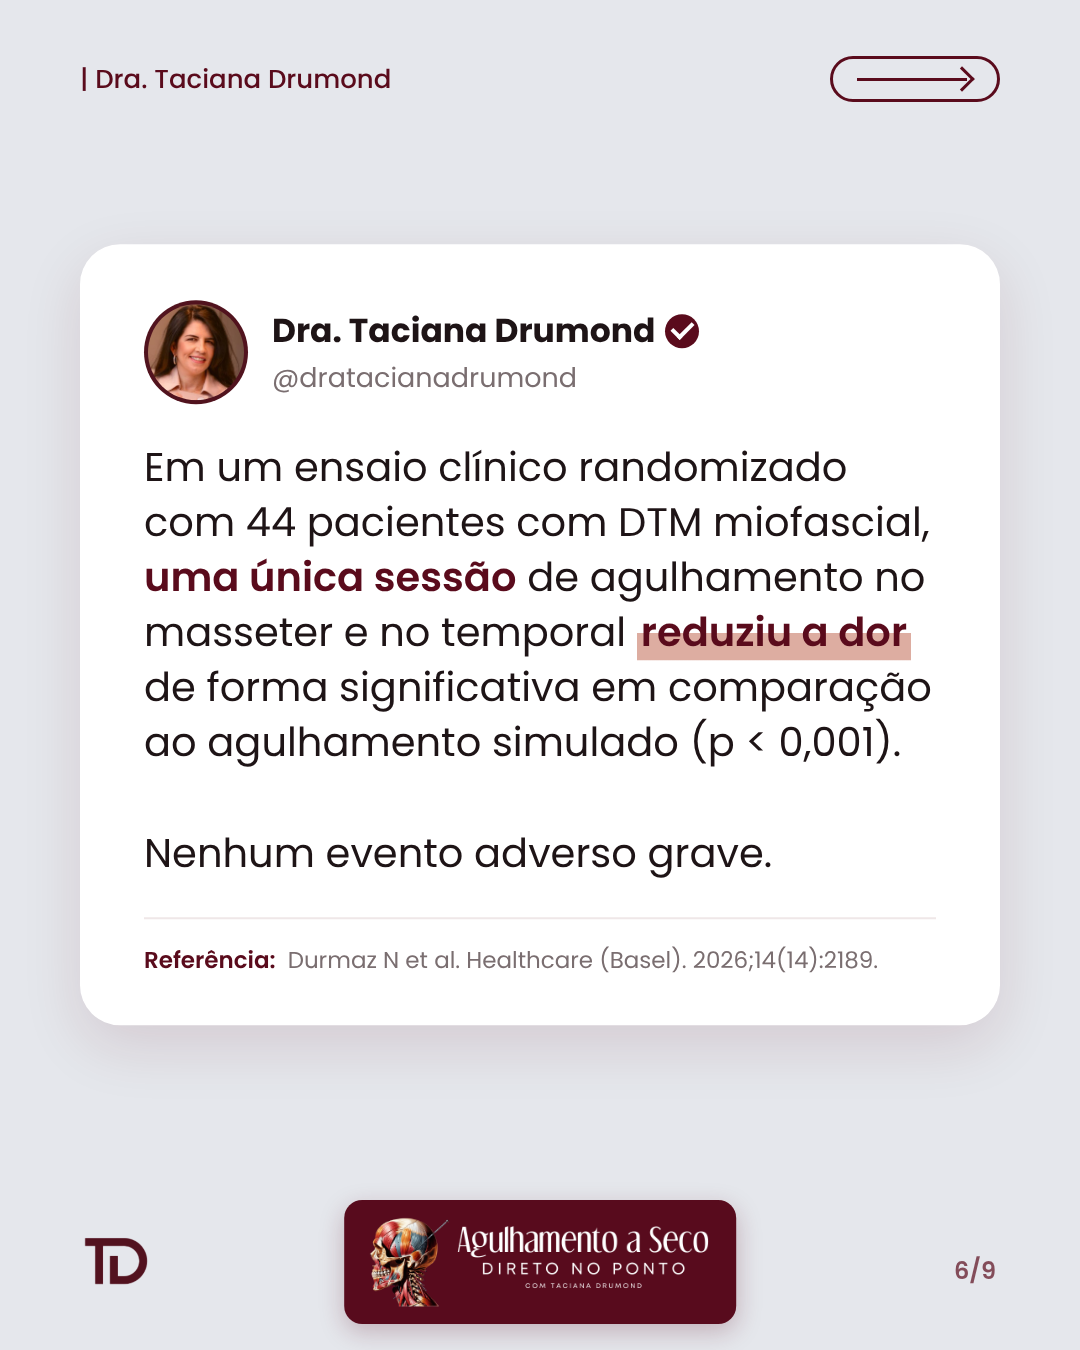 | Dra. Taciana Drumond
Dra. Taciana Drumond
@dratacianadrumond
Em um ensaio clínico randomizado
com 44 pacientes com DTM miofascial,
uma única sessão de agulhamento no
masseter e no temporal reduziu a dor
de forma significativa em comparação
ao agulhamento simulado (p < 0,001).
Nenhum evento adverso grave.
Referência: Durmaz N et al. Healthcare (Basel). 2026;14(14):2189.
TD
Agulhamento a Seco
DIRETO NO PONTO
COM TACIANA DRUMOND
6/9